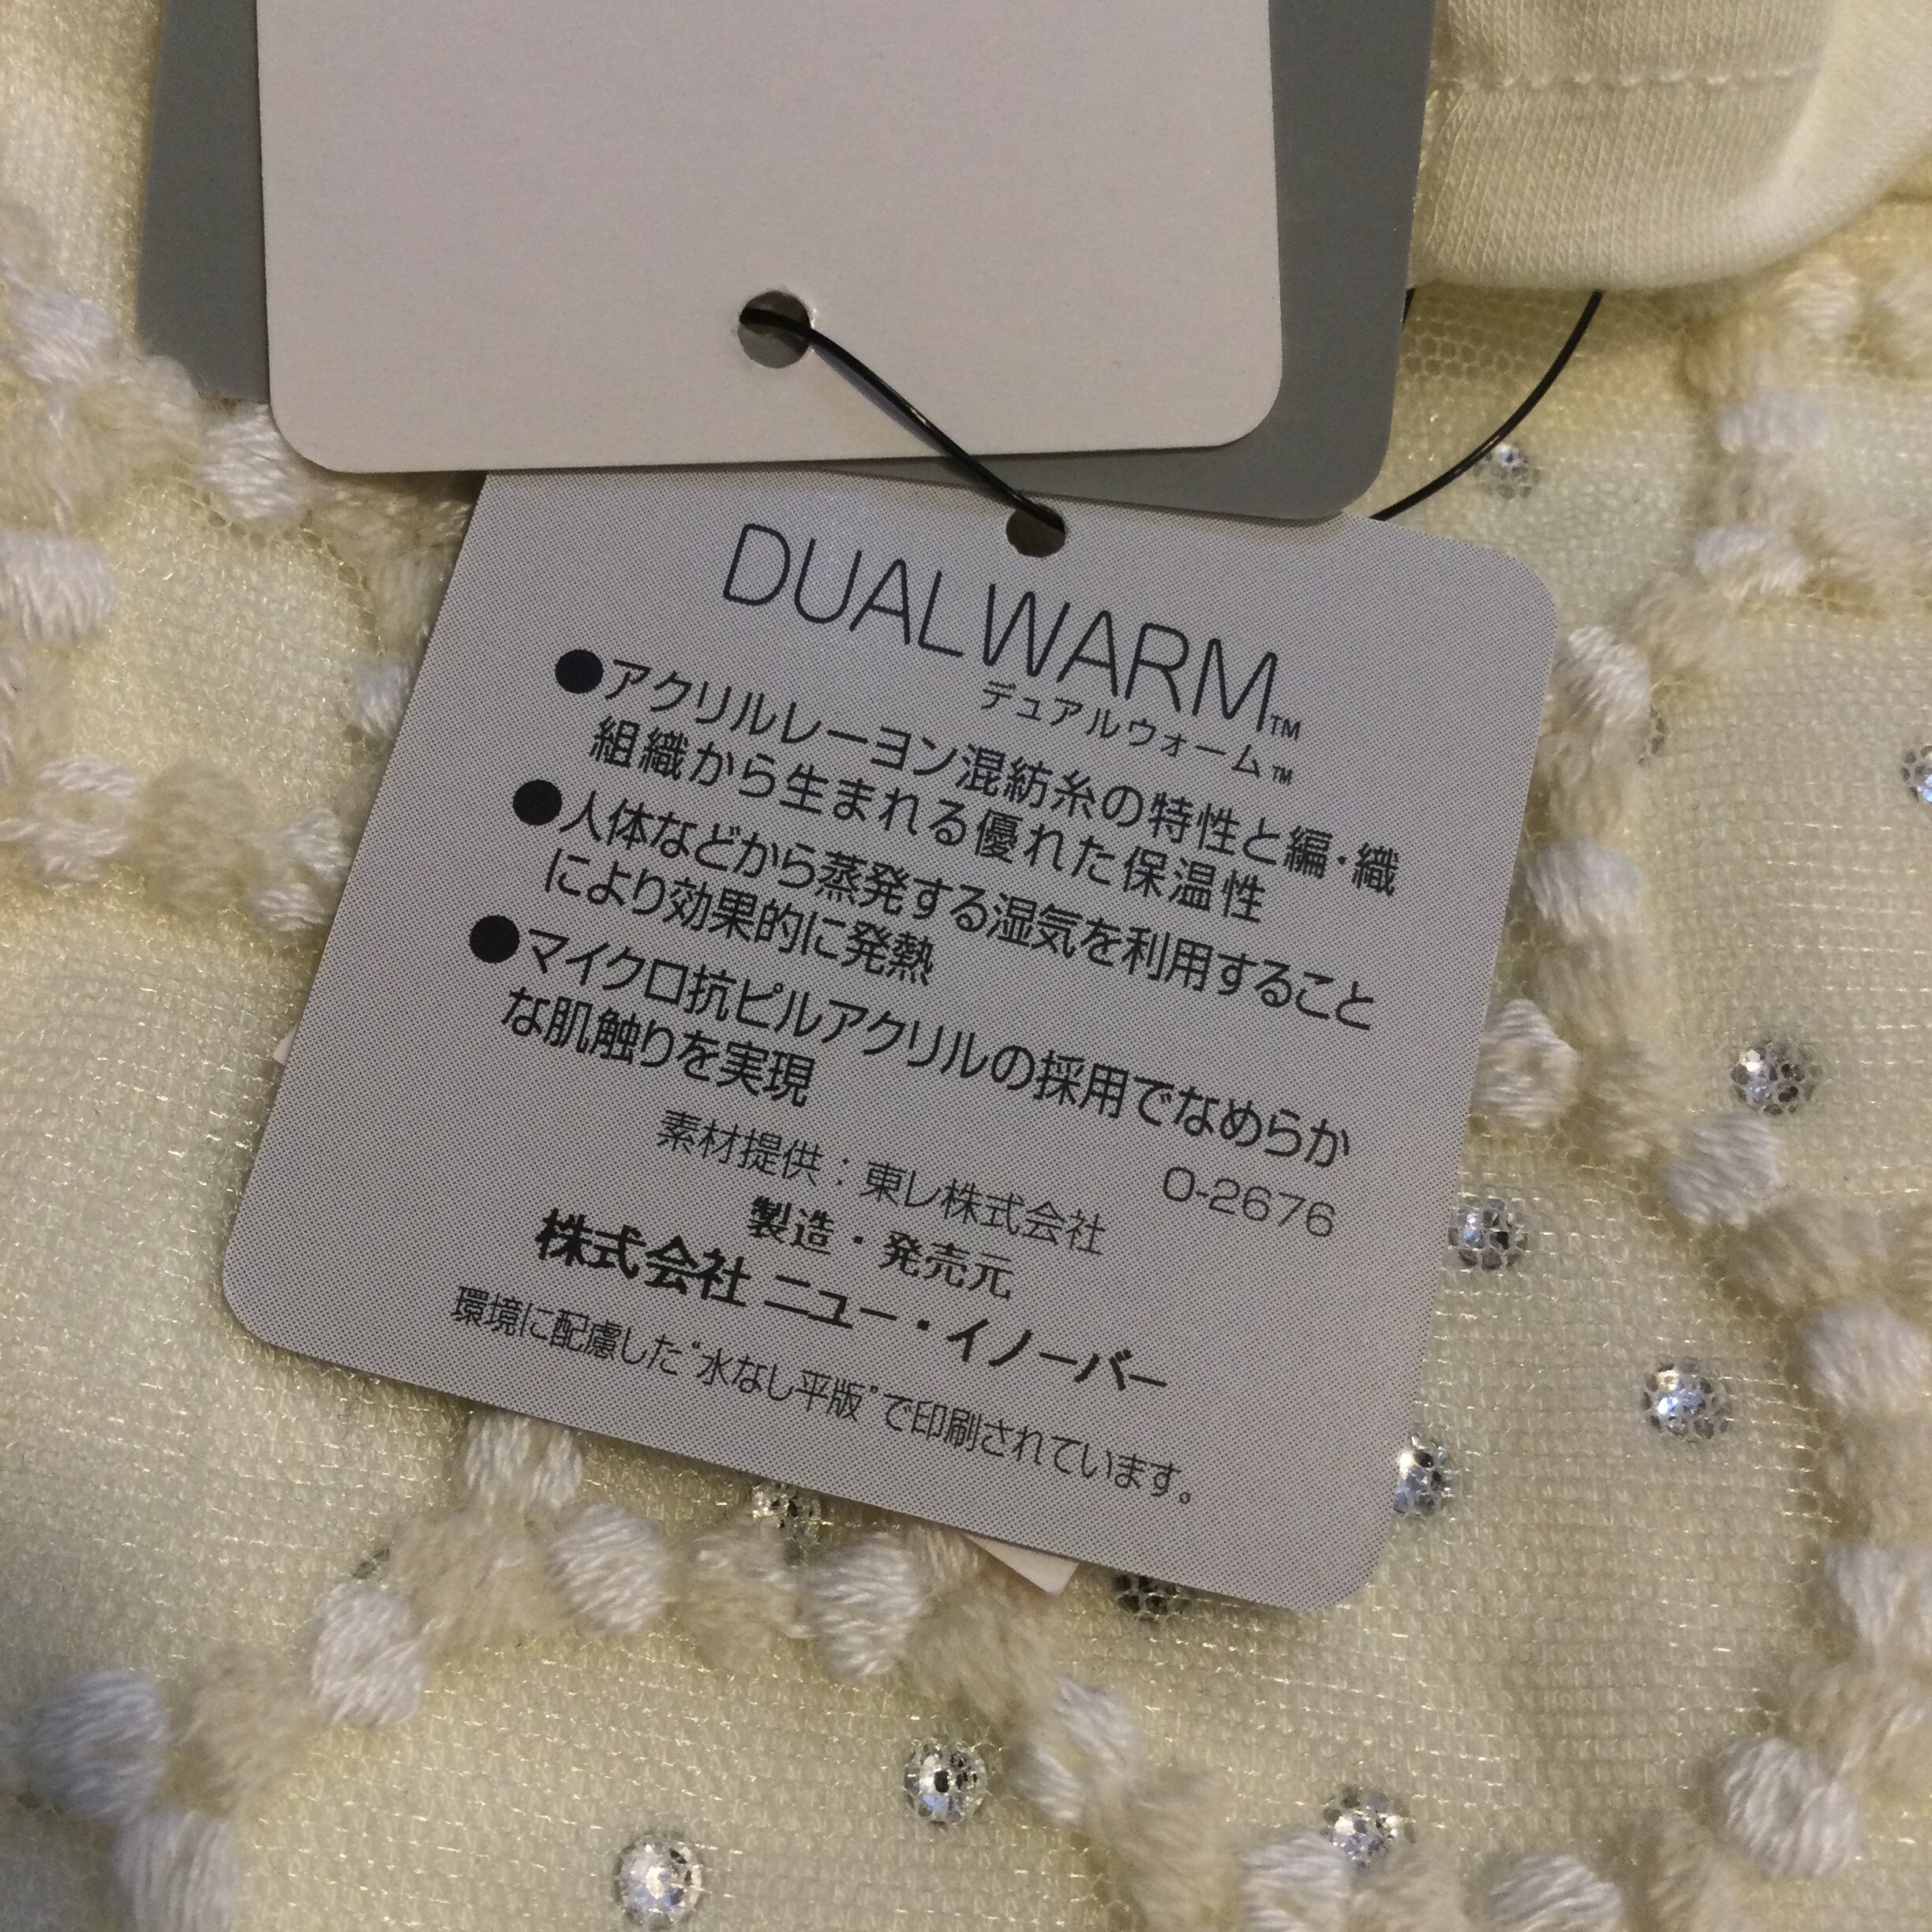 DUALWARM™
デュアルウォーム™
●アクリルレーヨン混紡糸の特性と編・織
組織から生まれる優れた保温性
●人体などから蒸発する湿気を利用すること
により効果的に発熱
●マイクロ抗ピルアクリルの採用でなめらか
な肌触りを実現
0-2676
素材提供：東レ株式会社
製造・発売元
株式会社 ニュー・イノーバー
環境に配慮した“水なし平版”で印刷されています。